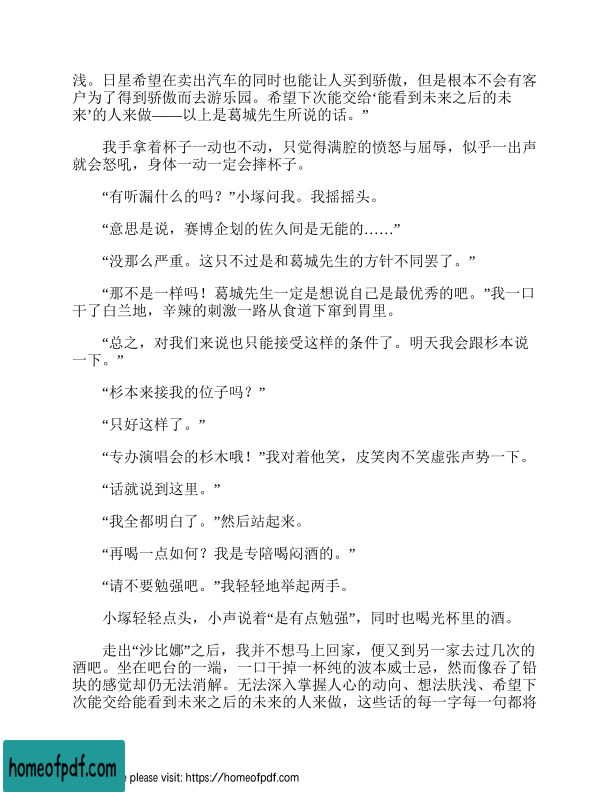 浅。日星希望在卖出汽车的同时也能让人买到骄傲，但是根本不会有客
户为了得到骄傲而去游乐园。希望下次能交给‘能看到未来之后的未
来’的人来做——以上是葛城先生所说的话。”
我手拿着杯子一动也不动，只觉得满腔的愤怒与屈辱，似乎一出声
就会怒吼，身体一动一定会摔杯子。
“有听漏什么的吗？”小塚问我。我摇摇头。
“意思是说，赛博企划的佐久间是无能的……”
“没那么严重。这只不过是和葛城先生的方针不同罢了。”
“那不是一样吗！葛城先生一定是想说自己是最优秀的吧。”我一口
干了白兰地，辛辣的刺激一路从食道下窜到胃里。
“总之，对我们来说也只能接受这样的条件了。明天我会跟杉本说
一下。”
“杉本来接我的位子吗？”
“只好这样了。”
“专办演唱会的杉木哦！”我对着他笑，皮笑肉不笑虚张声势一下。
“话就说到这里。”
“我全都明白了。”然后站起来。
“再喝一点如何？我是专陪喝闷酒的。”
“请不要勉强吧。”我轻轻地举起两手。
小塚轻轻点头，小声说着“是有点勉强”，同时也喝光杯里的酒。
走出“沙比娜”之后，我并不想马上回家，便又到另一家去过几次的
酒吧。坐在吧台的一端，一口干掉一杯纯的波本威士忌，然而像吞了铅
块的感觉却仍无法消解。无法深入掌握人心的动向、想法肤浅、希望下
次能交给能看到未来之后的未来的人来做，这些话的每一字每一句都将
homeofpdf.com
e please visit: https://homeofpdf.com